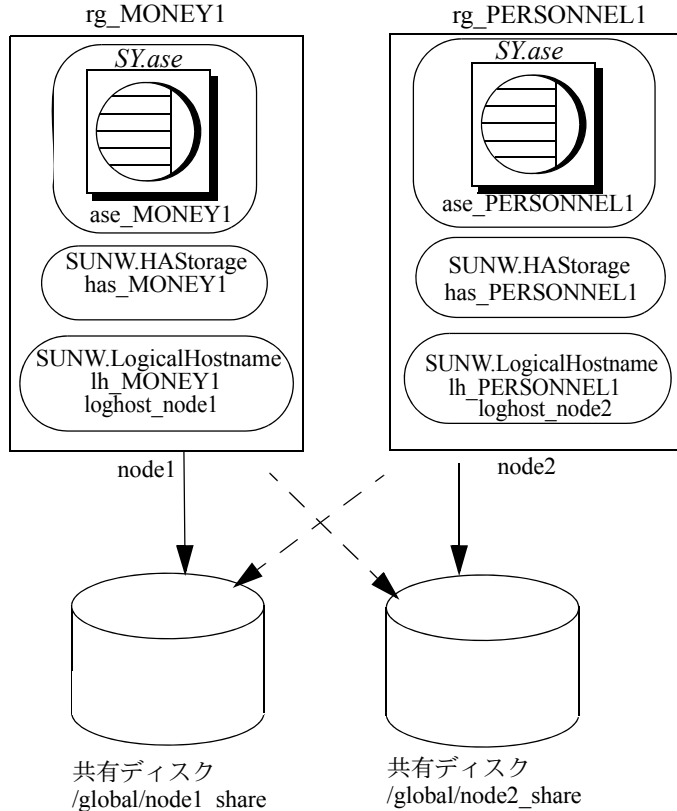 rg_MONEY1
SY.ase
ase_MONEY1
SUNW.HAStorage
has_MONEY1
SUNW.LogicalHostname
lh_MONEY1
loghost_node1
node1
rg_PERSONNEL1
SY.ase
ase_PERSONNEL1
SUNW.HAStorage
has_PERSONNEL1
SUNW.LogicalHostname
lh_PERSONNEL1
loghost_node2
node2
共有ディスク
/global/node1_share
共有ディスク
/global/node2_share